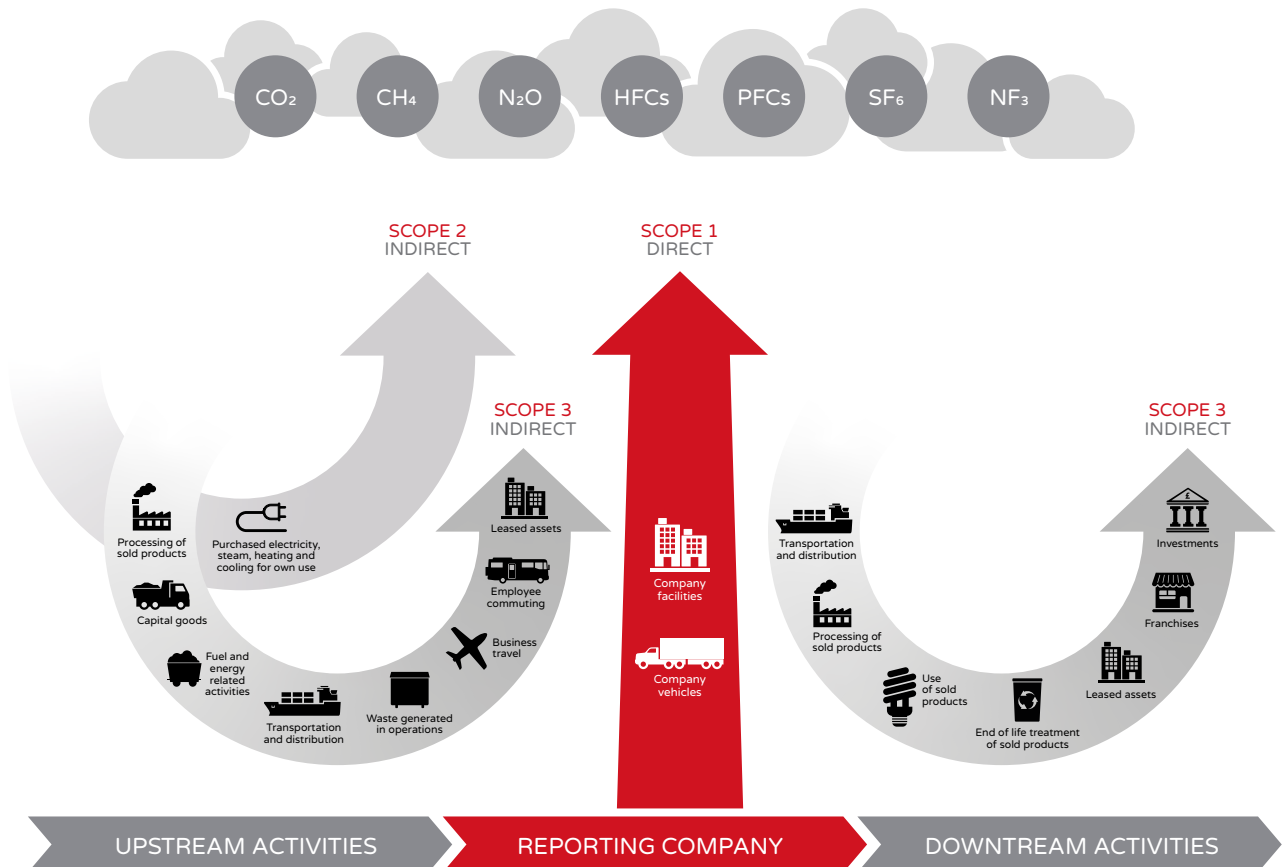 CO₂
CH₄
N₂O
HFCs
PFCs
SF₆
NF₃
SCOPE 2
INDIRECT
SCOPE 1
DIRECT
SCOPE 3
INDIRECT
SCOPE 3
INDIRECT
Processing of
sold products
Purchased electricity,
steam, heating and
cooling for own use
Capital goods
Fuel and
energy
related
activities
Transportation
and distribution
Waste generated
in operations
Business
travel
Employee
commuting
Leased assets
Company
facilities
Company
vehicles
Transportation
and distribution
Processing of
sold products
Use
of sold
products
End of life treatment
of sold products
Leased assets
Franchises
£
Investments
UPSTREAM ACTIVITIES
REPORTING COMPANY
DOWNTREAM ACTIVITIES